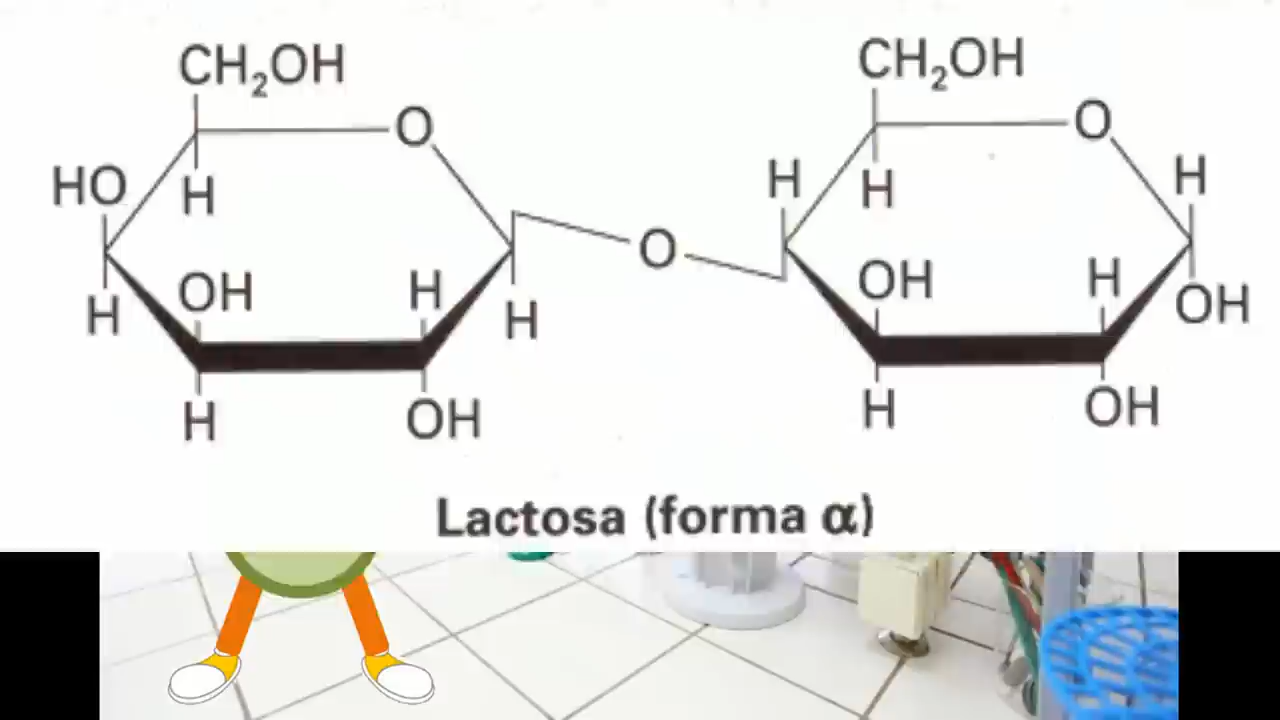 CH₂OH CH₂OH
O O
HO H H H H
O
OH H H OH H OH
H OH H OH
Lactosa (forma α)